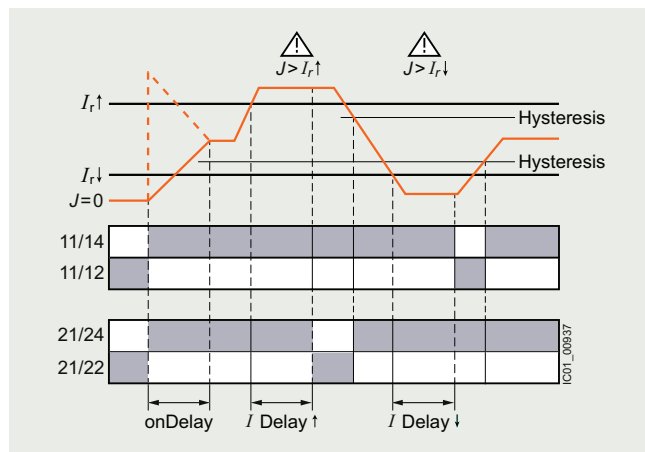 J > Ir↑
J > Ir↓
Ir↑
Hysteresis
Hysteresis
Ir↓
J=0
11/14
11/12
21/24
21/22
IC01_00937
onDelay
I Delay↑
I Delay↓